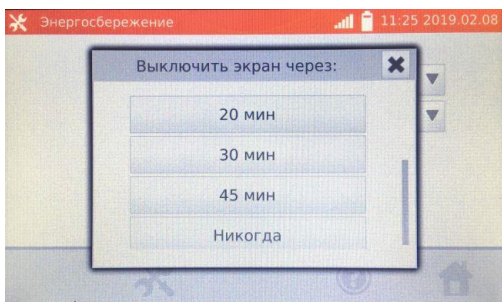 Энергосбережение 11:25 2019.02.08
Выключить экран через:
20 мин
30 мин
45 мин
Никогда